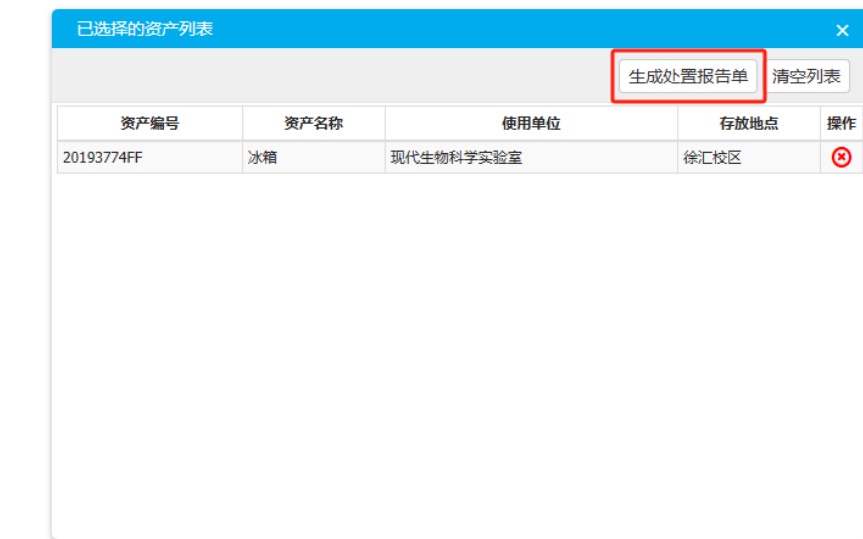 已选择的资产列表
生成处置报告单 清空列表
资产编号 资产名称 使用单位 存放地点 操作
20193774FF 冰箱 现代生物科学实验室 徐汇校区